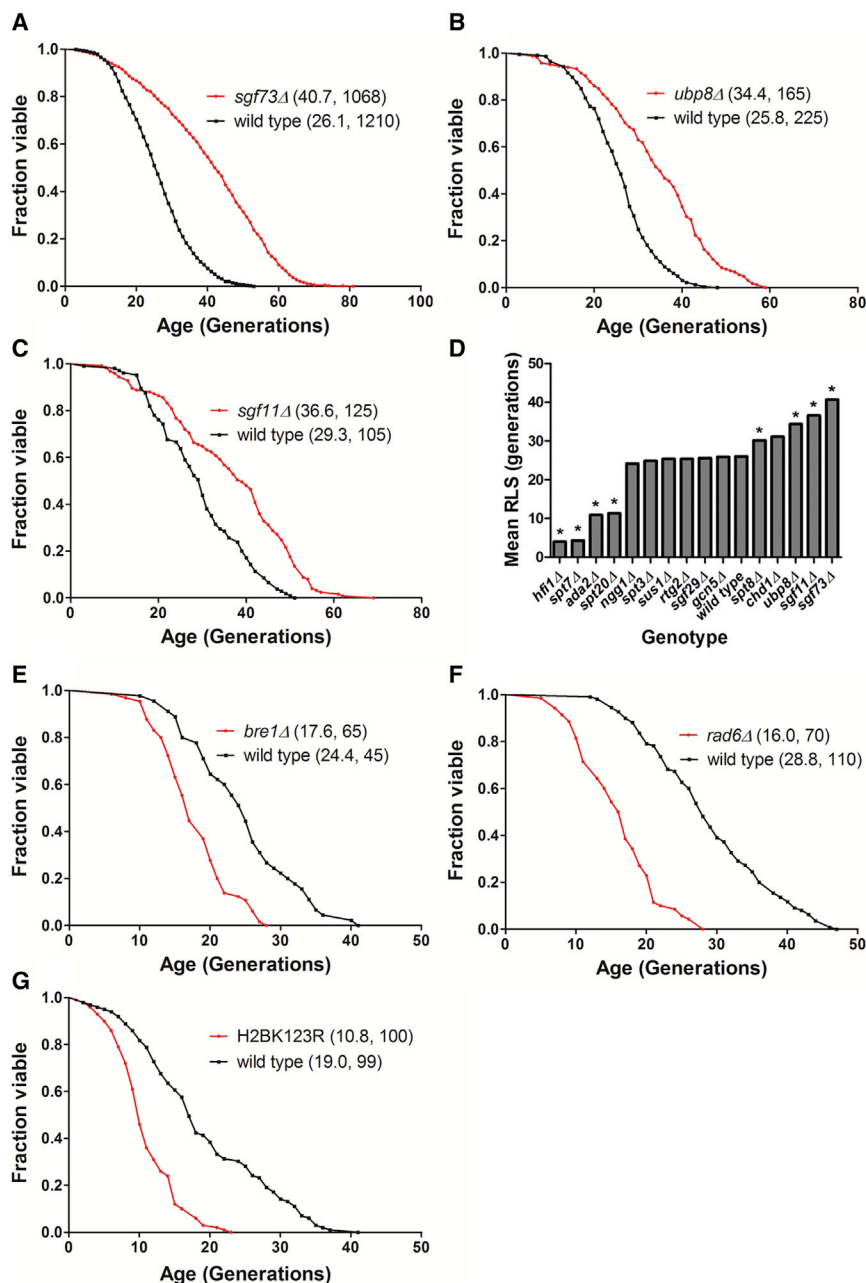 A
1.0
0.8
0.6
0.4
0.2
0.0
Fraction viable
sgf73Δ (40.7, 1068)
wild type (26.1, 1210)
0 20 40 60 80 100
Age (Generations)
B
1.0
0.8
0.6
0.4
0.2
0.0
Fraction viable
ubp8Δ (34.4, 165)
wild type (25.8, 225)
0 20 40 60 80
Age (Generations)
C
1.0
0.8
0.6
0.4
0.2
0.0
Fraction viable
sgf11Δ (36.6, 125)
wild type (29.3, 105)
0 20 40 60 80
Age (Generations)
D
50
40
30
20
10
0
Mean RLS (generations)
* * * * * * * *
hfi1Δ
spt7Δ
ada2Δ
spt20Δ
ngg1Δ
spt3Δ
sus1Δ
rtg2Δ
sgf29Δ
gcn5Δ
wild type
spt8Δ
chd1Δ
ubp8Δ
sgf11Δ
sgf73Δ
Genotype
E
1.0
0.8
0.6
0.4
0.2
0.0
Fraction viable
bre1Δ (17.6, 65)
wild type (24.4, 45)
0 10 20 30 40 50
Age (Generations)
F
1.0
0.8
0.6
0.4
0.2
0.0
Fraction viable
rad6Δ (16.0, 70)
wild type (28.8, 110)
0 10 20 30 40 50
Age (Generations)
G
1.0
0.8
0.6
0.4
0.2
0.0
Fraction viable
H2BK123R (10.8, 100)
wild type (19.0, 99)
0 10 20 30 40 50
Age (Generations)